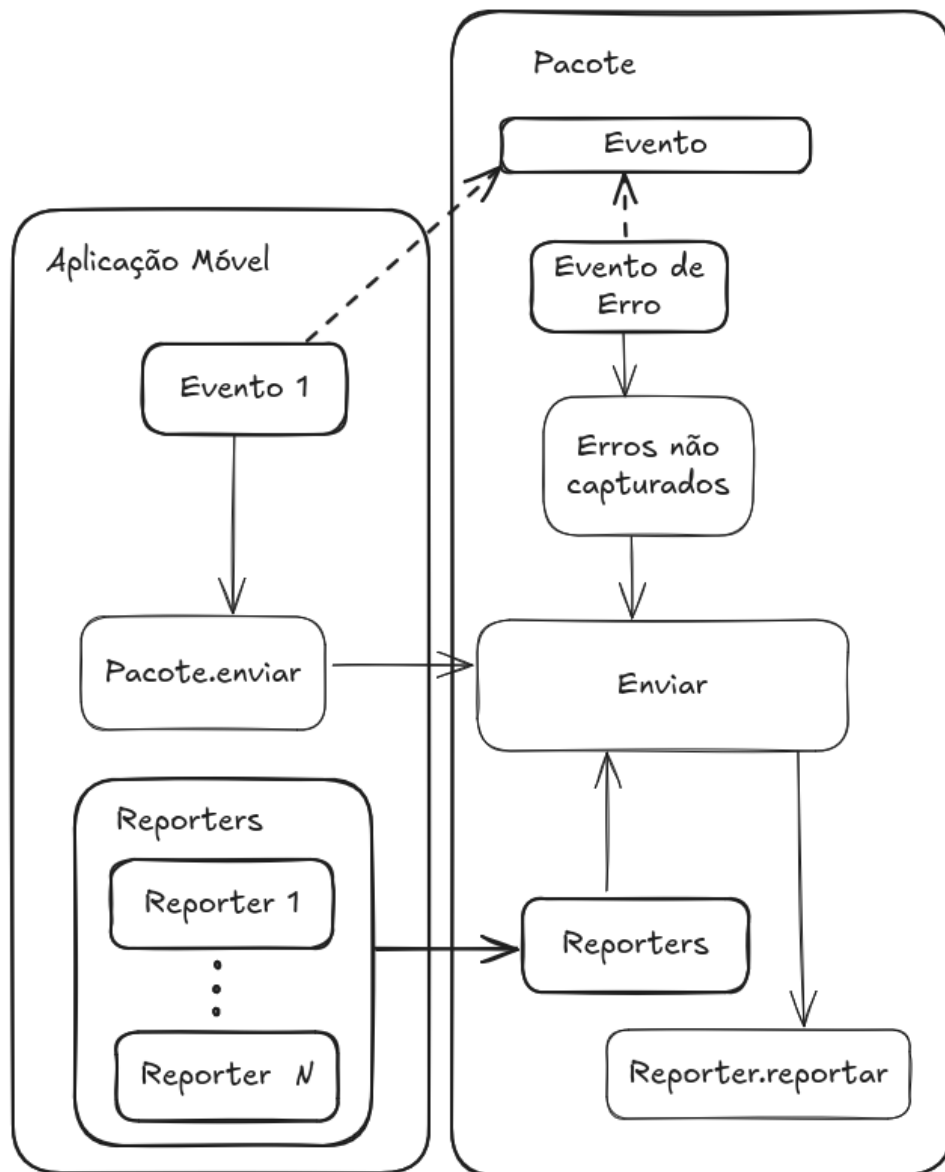 Pacote
Evento
Aplicação Móvel
Evento de
Erro
Evento 1
Erros não
capturados
Pacote.enviar
Enviar
Reporters
Reporter 1
Reporters
Reporter N
Reporter.reportar